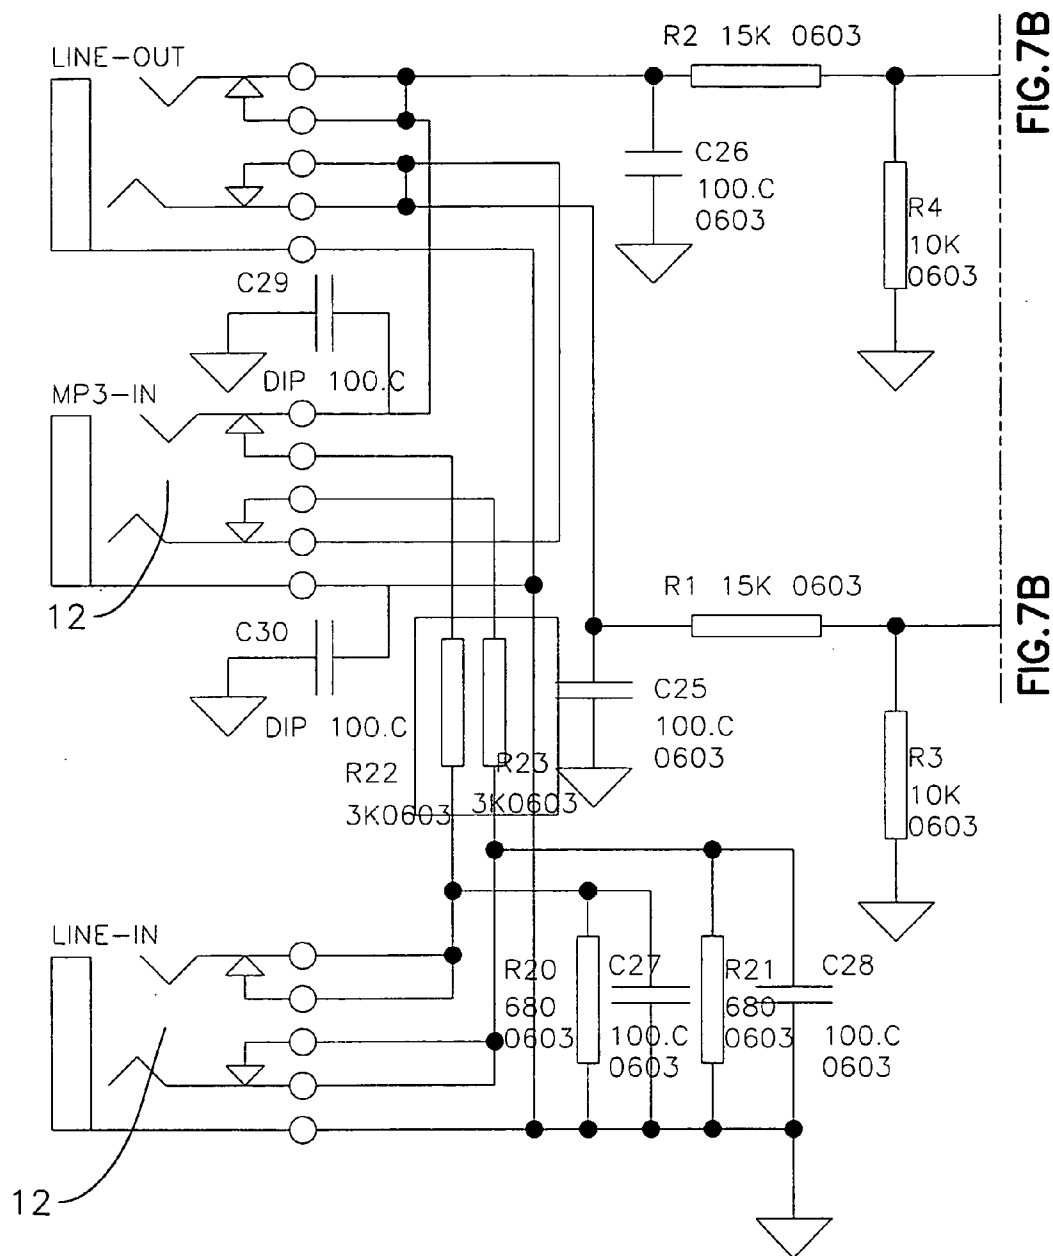 LINE-OUT
R2 15K 0603
FIG.7B
C26
100.C
0603
R4
10K
0603
C29
DIP 100.C
MP3-IN
12
R1 15K 0603
FIG.7B
C30
DIP 100.C
C25
100.C
0603
R22
3K0603
R23
3K0603
R3
10K
0603
LINE-IN
R20
680
0603
C27
100.C
0603
R21
680
0603
C28
100.C
0603
12